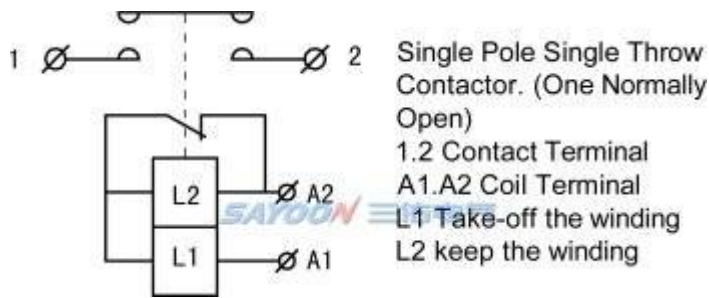 1
2
L2
A2
L1
A1
SAYOON
Single Pole Single Throw
Contactor. (One Normally
Open)
1.2 Contact Terminal
A1.A2 Coil Terminal
L1 Take-off the winding
L2 keep the winding